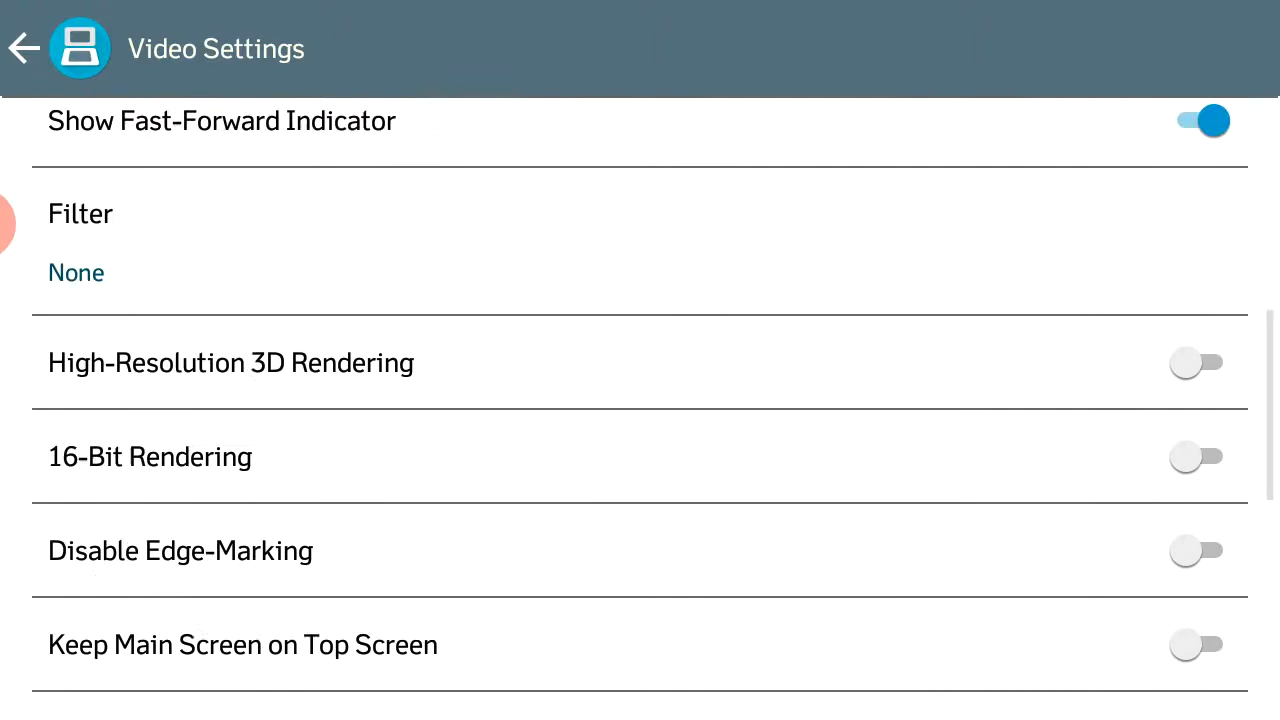 Video Settings
Show Fast-Forward Indicator
Filter
None
High-Resolution 3D Rendering
16-Bit Rendering
Disable Edge-Marking
Keep Main Screen on Top Screen